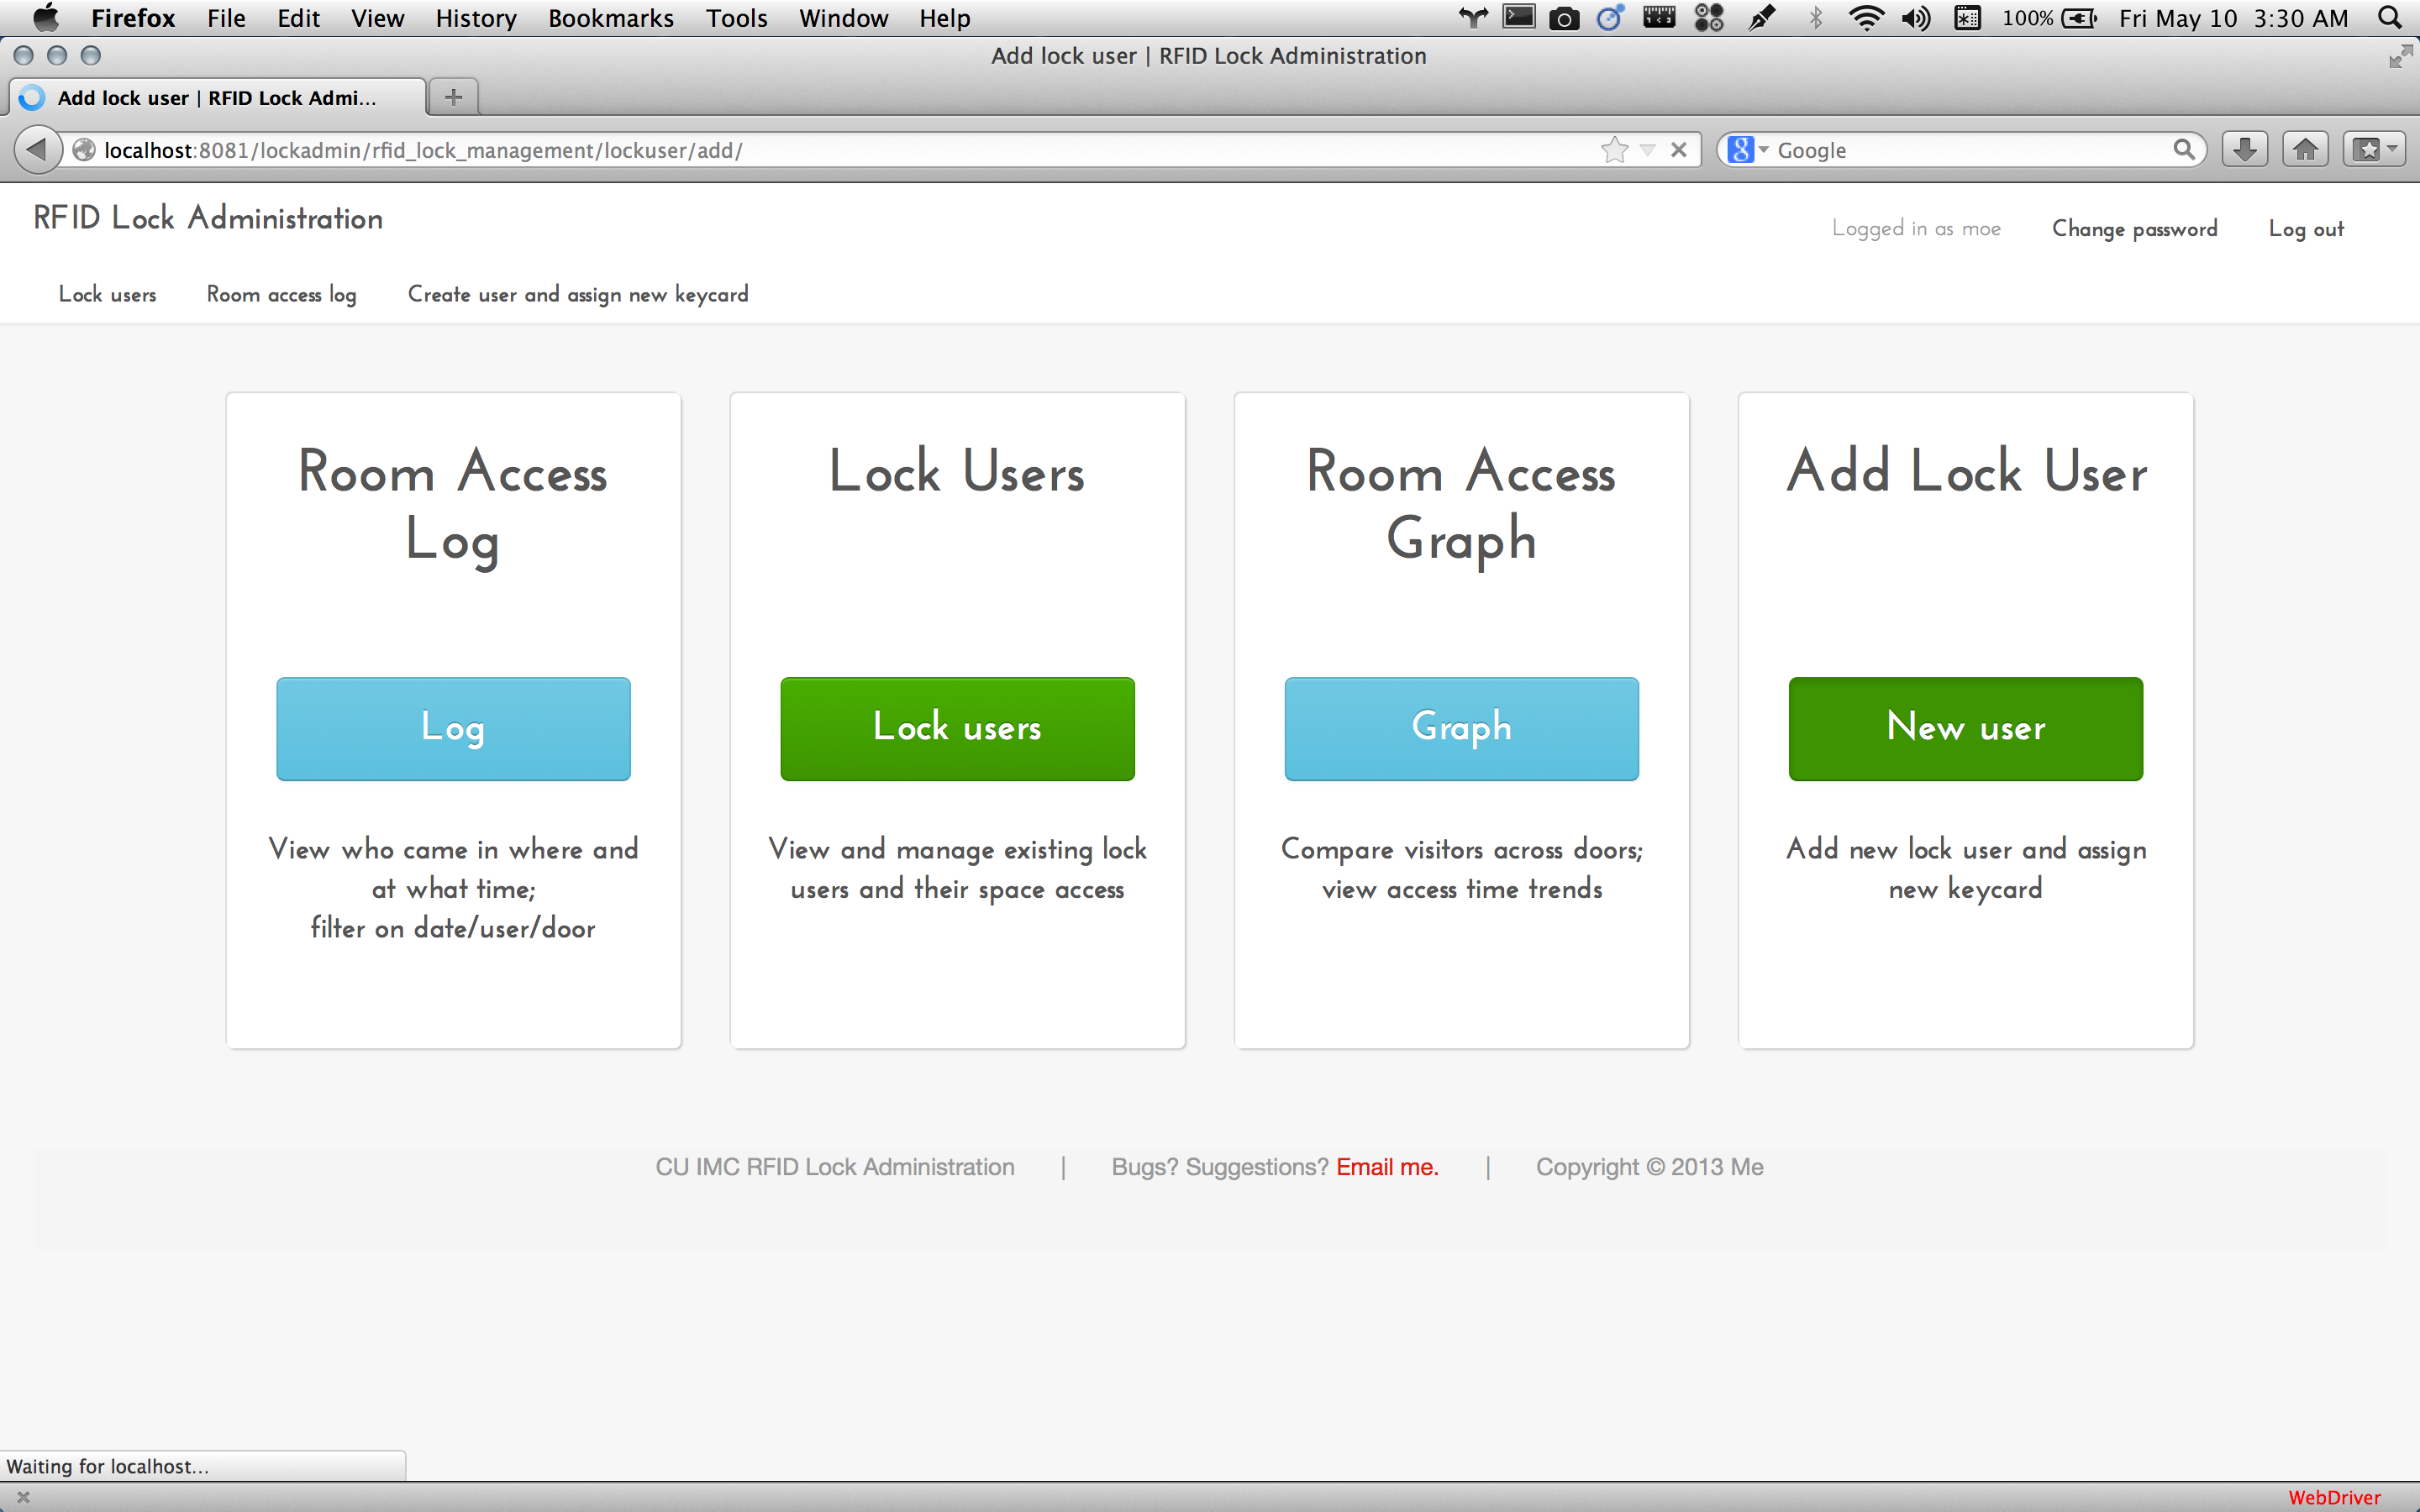 Firefox File Edit View History Bookmarks Tools Window Help 100% Fri May 10 3:30 AM
Add lock user | RFID Lock Administration
Add lock user | RFID Lock Admi...
localhost:8081/lockadmin/rfid_lock_management/lockuser/add/ Google
RFID Lock Administration
Logged in as moe Change password Log out
Lock users Room access log Create user and assign new keycard
Room Access
Log
Log
View who came in where and
at what time;
filter on date/user/door
Lock Users
Lock users
View and manage existing lock
users and their space access
Room Access
Graph
Graph
Compare visitors across doors;
view access time trends
Add Lock User
New user
Add new lock user and assign
new keycard
CU IMC RFID Lock Administration | Bugs? Suggestions? Email me. | Copyright © 2013 Me
Waiting for localhost...
WebDriver